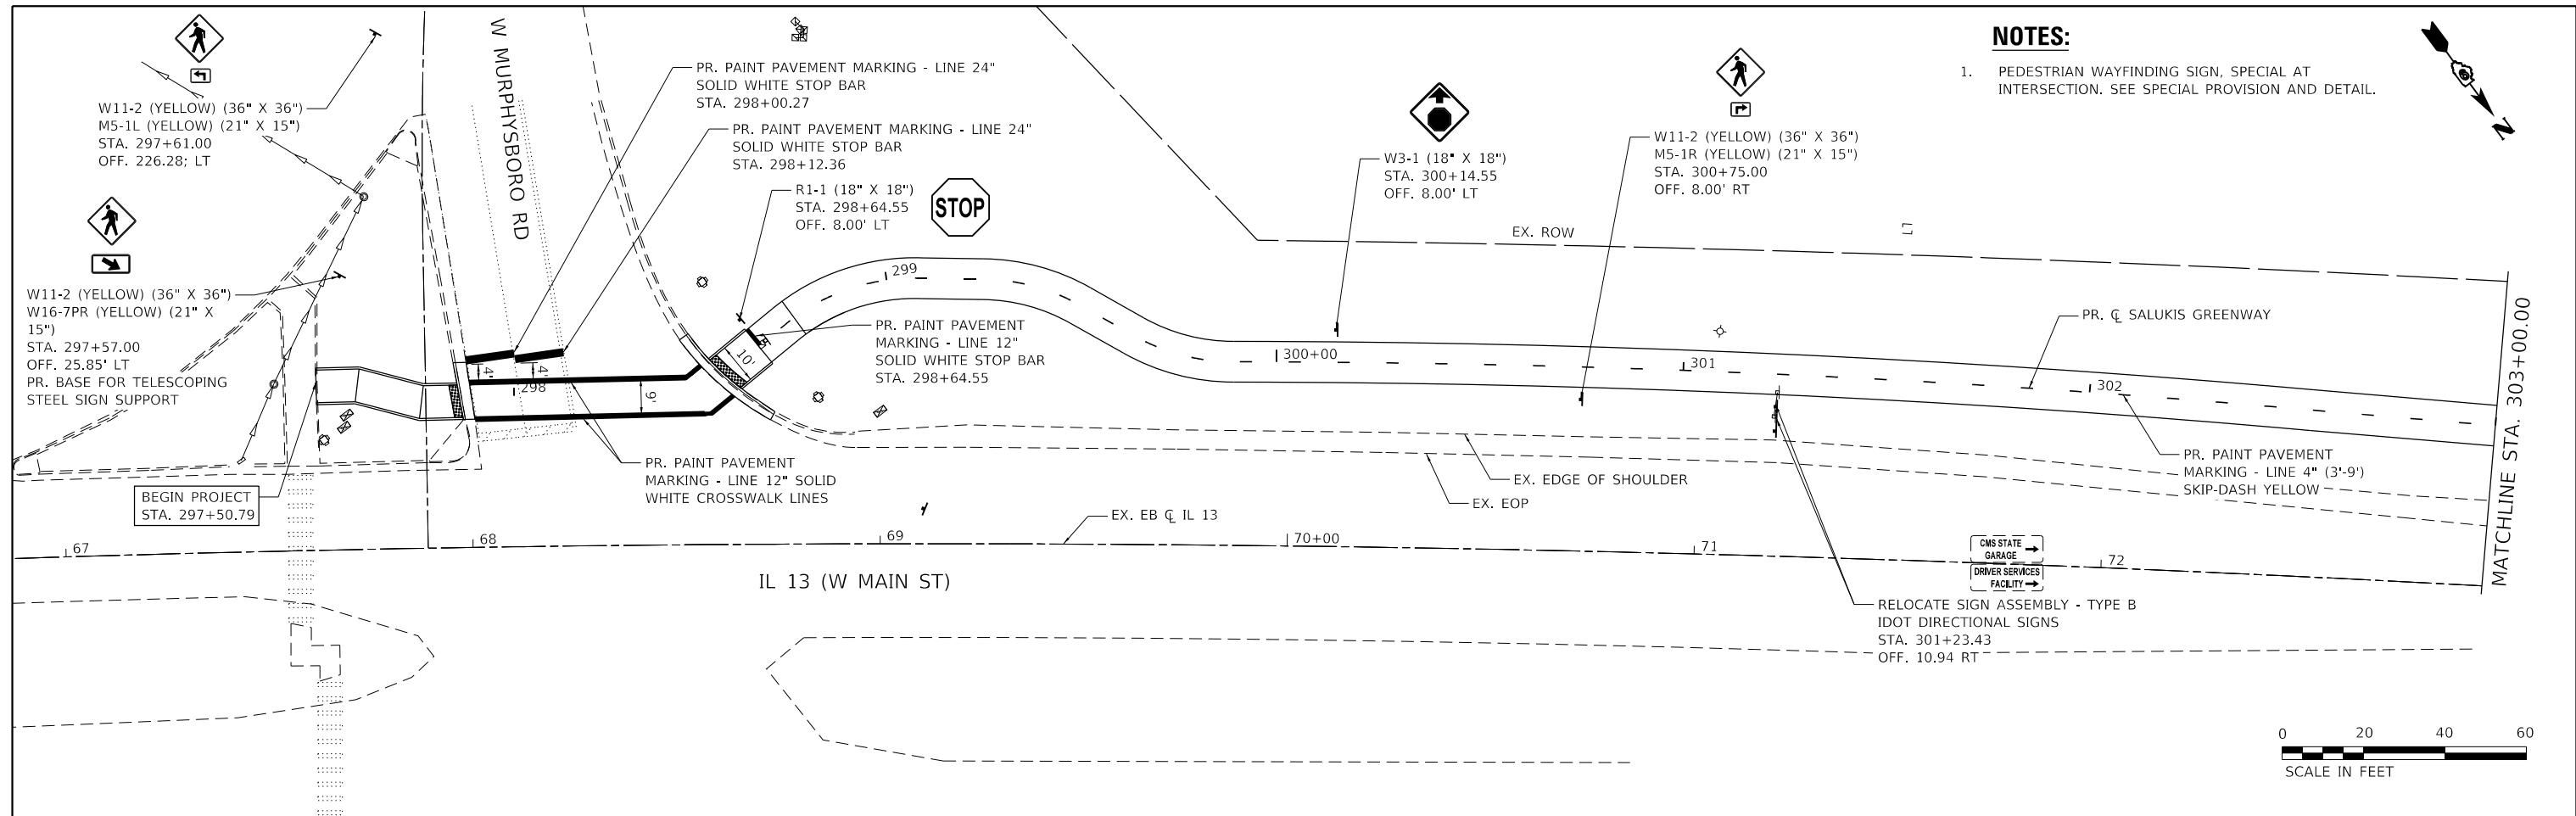 W11-2 (YELLOW) (36" X 36")
M5-1L (YELLOW) (21" X 15")
STA. 297+61.00
OFF. 226.28; LT
W11-2 (YELLOW) (36" X 36")
W16-7PR (YELLOW) (21" X
15")
STA. 297+57.00
OFF. 25.85' LT
PR. BASE FOR TELESCOPING
STEEL SIGN SUPPORT
BEGIN PROJECT
STA. 297+50.79
W MURPHYSBORO RD
PR. PAINT PAVEMENT MARKING - LINE 24"
SOLID WHITE STOP BAR
STA. 298+00.27
PR. PAINT PAVEMENT MARKING - LINE 24"
SOLID WHITE STOP BAR
STA. 298+12.36
R1-1 (18" X 18")
STA. 298+64.55
OFF. 8.00' LT
STOP
PR. PAINT PAVEMENT
MARKING - LINE 12"
SOLID WHITE STOP BAR
STA. 298+64.55
4'
4'
9'
10'
298
299
300+00
301
302
PR. PAINT PAVEMENT
MARKING - LINE 12" SOLID
WHITE CROSSWALK LINES
W3-1 (18" X 18")
STA. 300+14.55
OFF. 8.00' LT
W11-2 (YELLOW) (36" X 36")
M5-1R (YELLOW) (21" X 15")
STA. 300+75.00
OFF. 8.00' RT
NOTES:
1. PEDESTRIAN WAYFINDING SIGN, SPECIAL AT
INTERSECTION. SEE SPECIAL PROVISION AND DETAIL.
N
EX. ROW
PR. ℄ SALUKIS GREENWAY
PR. PAINT PAVEMENT
MARKING - LINE 4" (3'-9')
SKIP-DASH YELLOW
MATCHLINE STA. 303+00.00
EX. EDGE OF SHOULDER
EX. EOP
EX. EB ℄ IL 13
67
68
69
70+00
71
72
IL 13 (W MAIN ST)
CMS STATE
GARAGE
DRIVER SERVICES
FACILITY
RELOCATE SIGN ASSEMBLY - TYPE B
IDOT DIRECTIONAL SIGNS
STA. 301+23.43
OFF. 10.94 RT
0 20 40 60
SCALE IN FEET